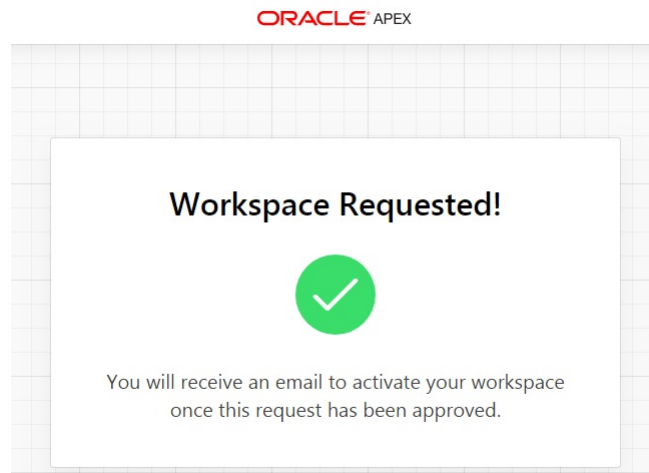 ORACLE® APEX
Workspace Requested!
You will receive an email to activate your workspace
once this request has been approved.